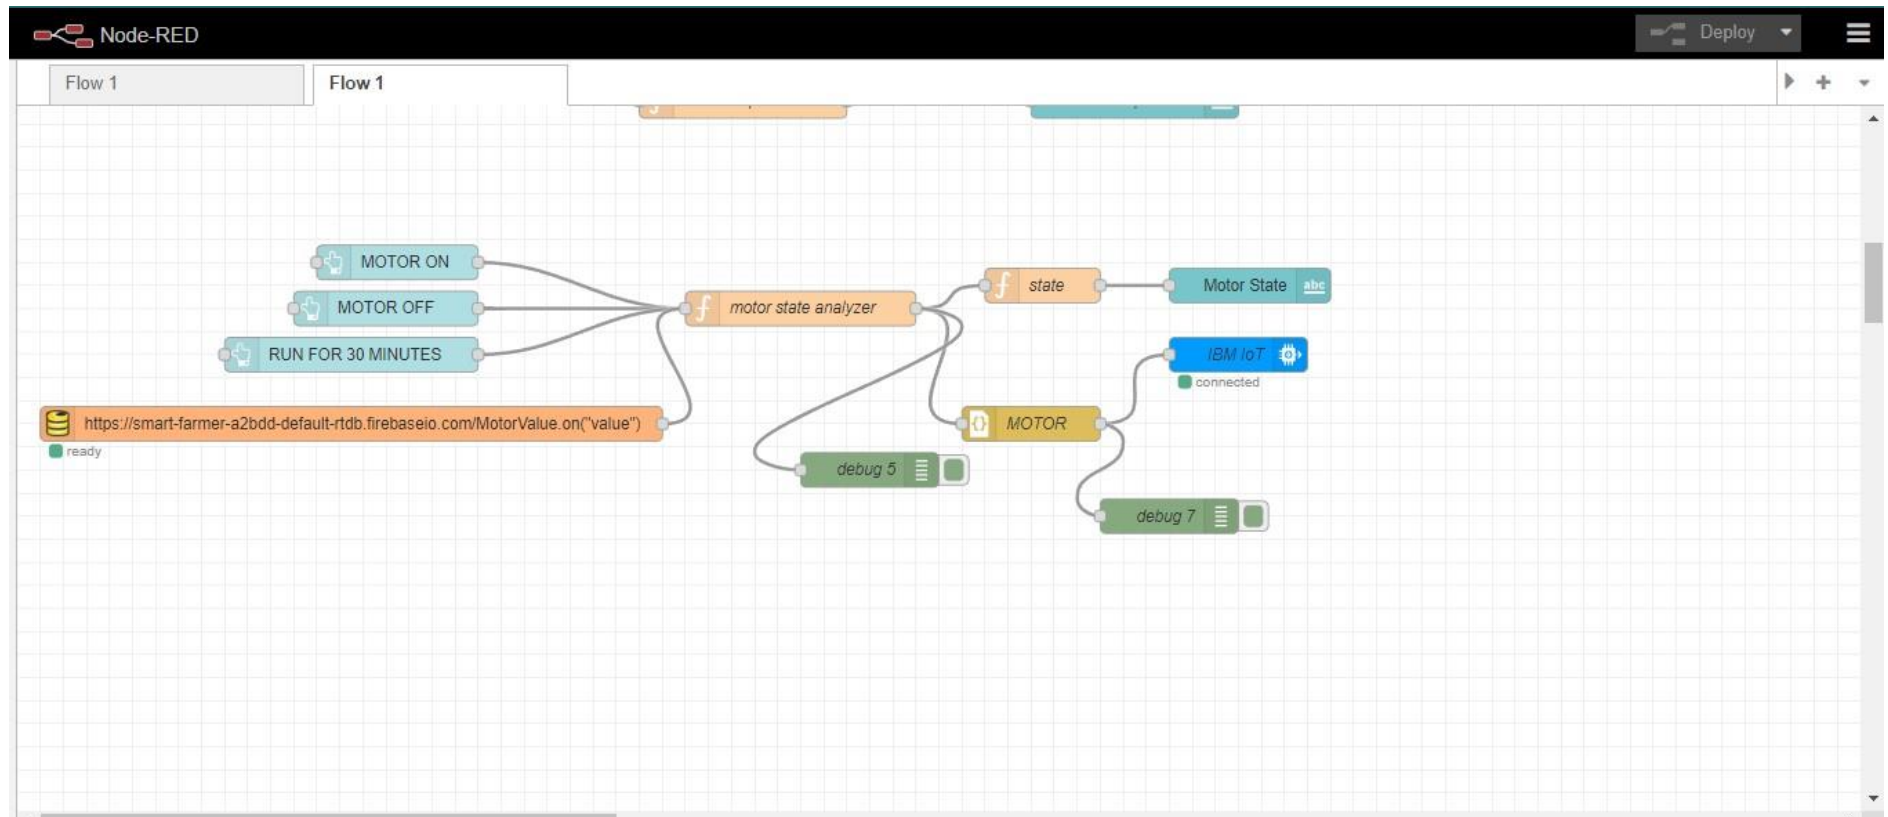 Node-RED
Deploy
Flow 1
Flow 1
MOTOR ON
MOTOR OFF
RUN FOR 30 MINUTES
https://smart-farmer-a2bdd-default-rtdb.firebaseio.com/MotorValue.on("value")
ready
motor state analyzer
state
Motor State
abc
IBM IoT
connected
MOTOR
debug 5
debug 7